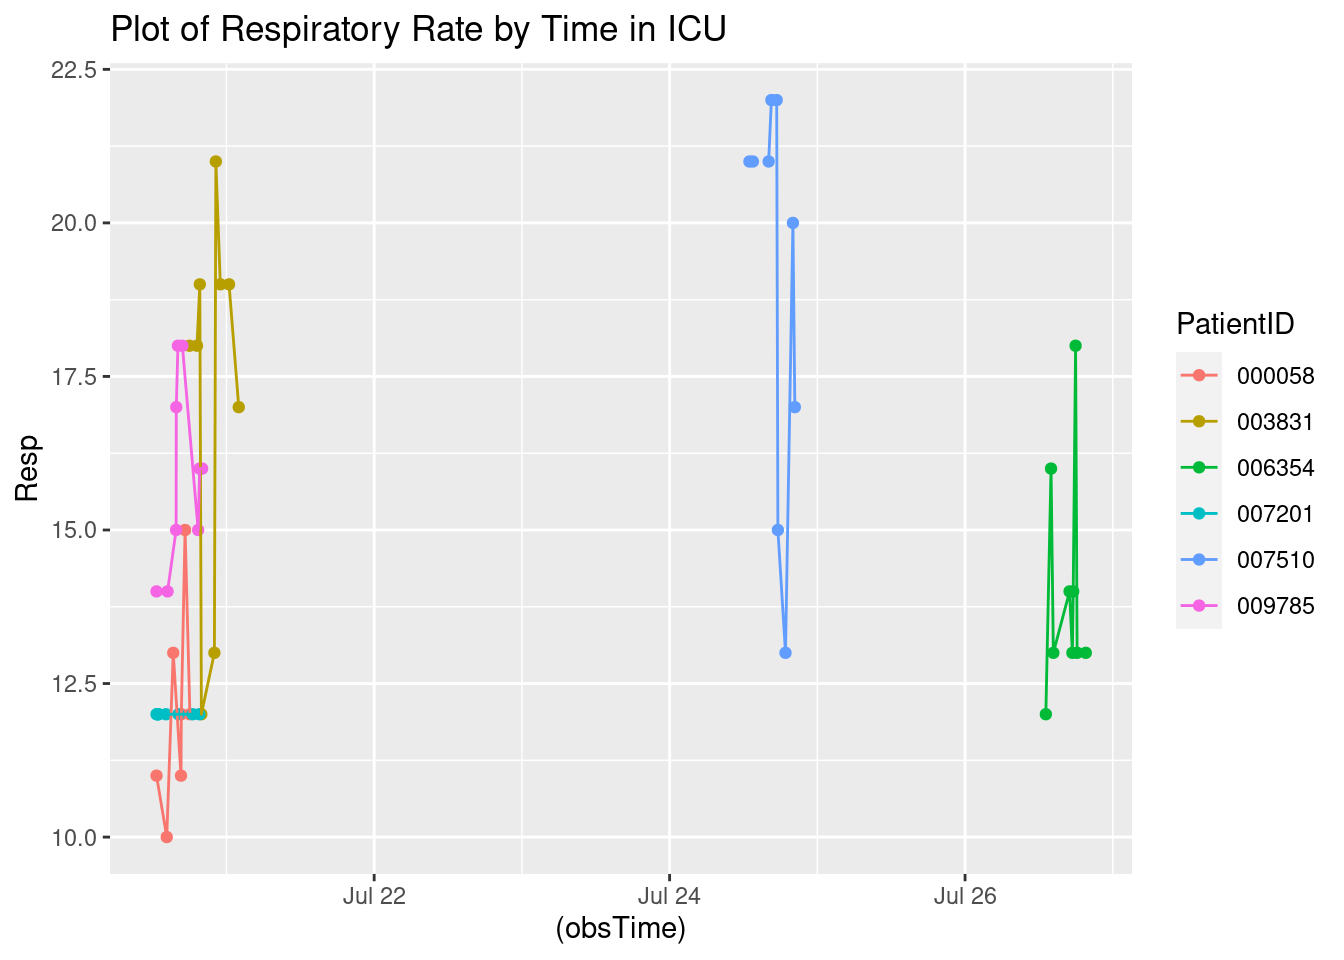 Plot of Respiratory Rate by Time in ICU
22.5
20.0
17.5
15.0
12.5
10.0
Resp
Jul 22
Jul 24
Jul 26
(obsTime)
PatientID
000058
003831
006354
007201
007510
009785